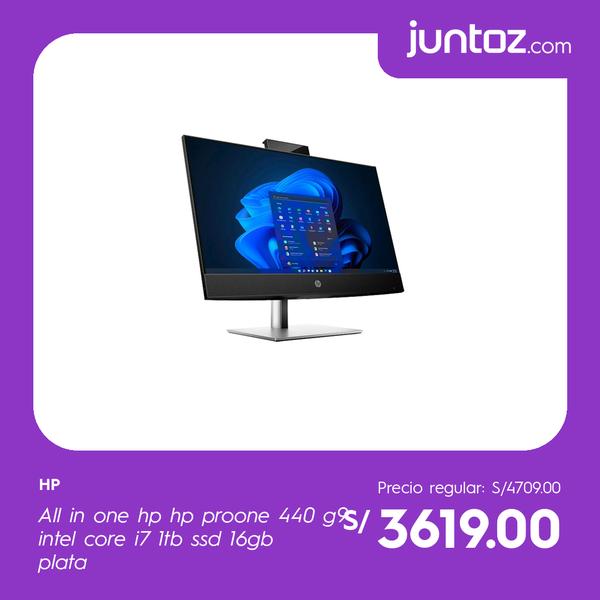 juntoz.com
hp
HP
Precio regular: S/4709.00
All in one hp hp proone 440 g9
S/ 3619.00
intel core i7 1tb ssd 16gb
plata